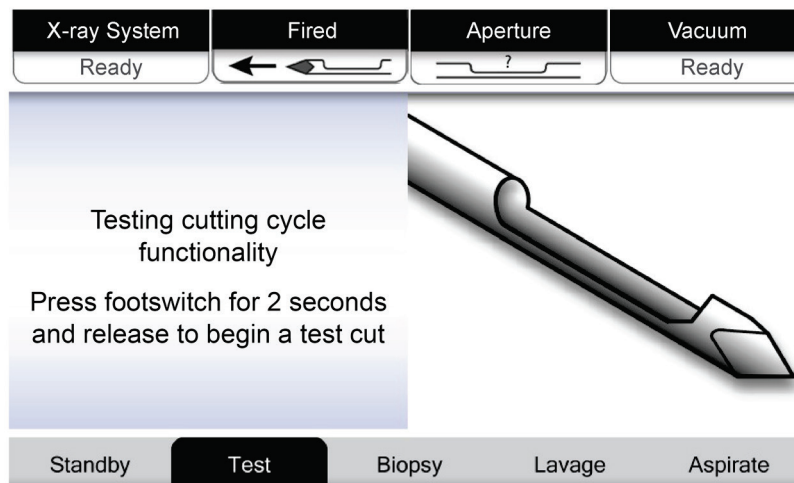 X-ray System Fired Aperture Vacuum
Ready ? Ready
Testing cutting cycle
functionality
Press footswitch for 2 seconds
and release to begin a test cut
Standby Test Biopsy Lavage Aspirate